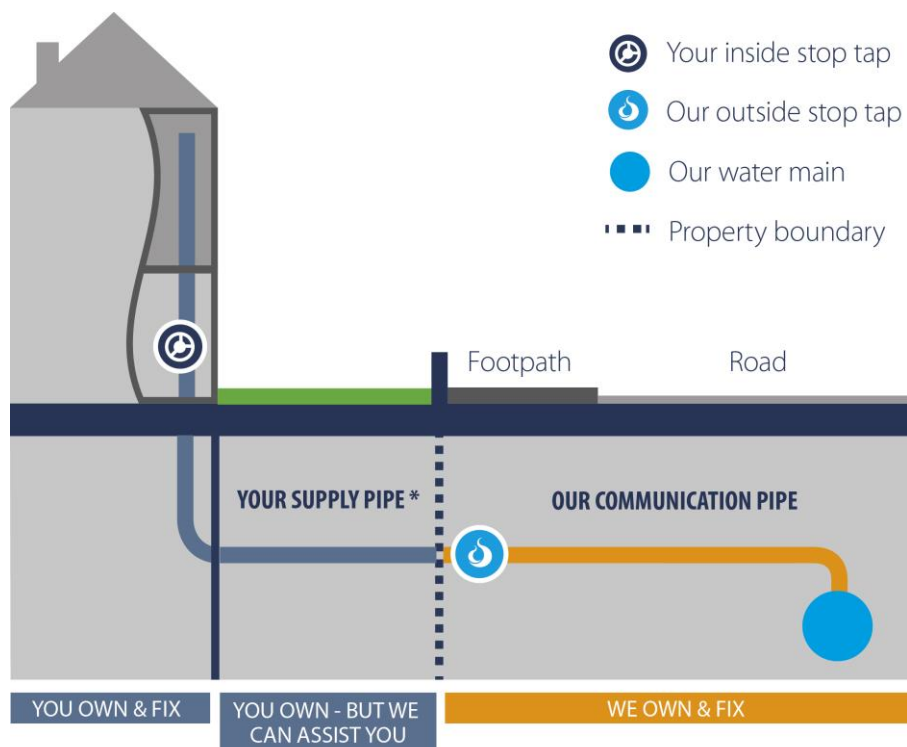 Your inside stop tap
Our outside stop tap
Our water main
Property boundary
Footpath
Road
YOUR SUPPLY PIPE *
OUR COMMUNICATION PIPE
YOU OWN & FIX
YOU OWN - BUT WE
CAN ASSIST YOU
WE OWN & FIX